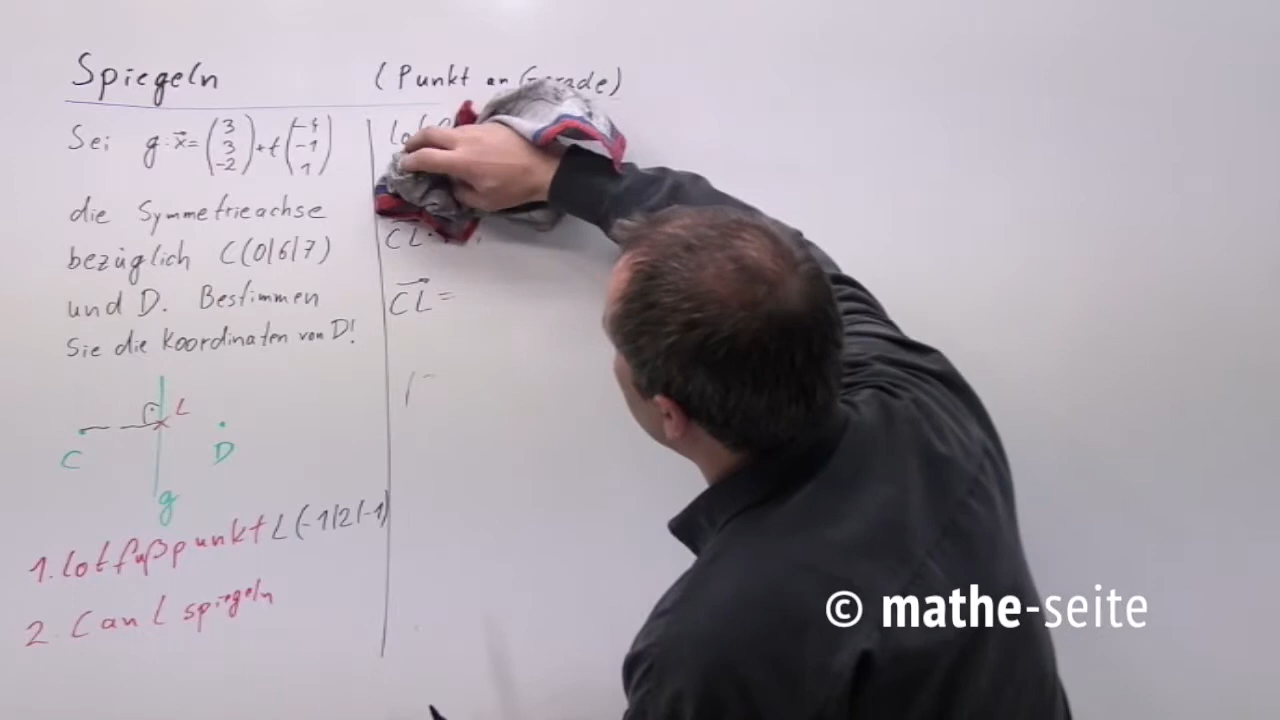 Spiegeln (Punkt an Gerade)
Sei g: x⃗ = (3 3 -2) + t (-4 -1 1)
die Symmetrieachse
bezüglich C(0|6|7)
und D. Bestimmen
Sie die Koordinaten von D!
L
C
D
g
1. Lotfußpunkt L (-1|2|-1)
2. C an L spiegeln
CL
CL =
© mathe-seite